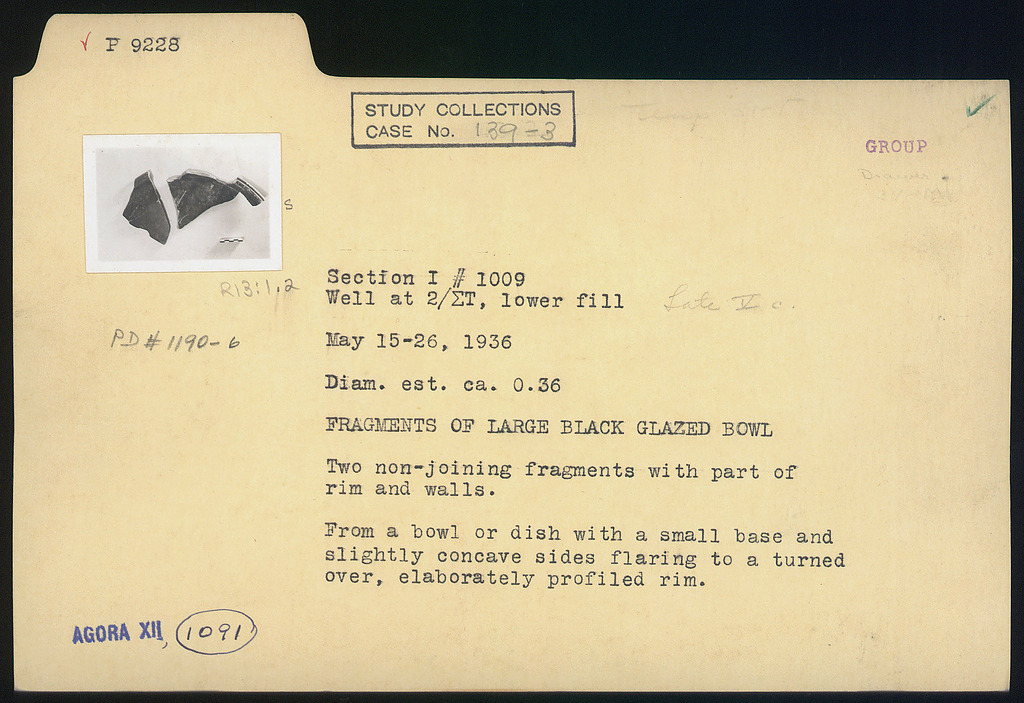 √ P 9228
STUDY COLLECTIONS
CASE No. 139-3
GROUP
S
R13:1,2
PD # 1190-6
Section I # 1009
Well at 2/ΣT, lower fill
Late V c.
May 15-26, 1936
Diam. est. ca. 0.36
FRAGMENTS OF LARGE BLACK GLAZED BOWL
Two non-joining fragments with part of
rim and walls.
From a bowl or dish with a small base and
slightly concave sides flaring to a turned
over, elaborately profiled rim.
AGORA XII, 1091